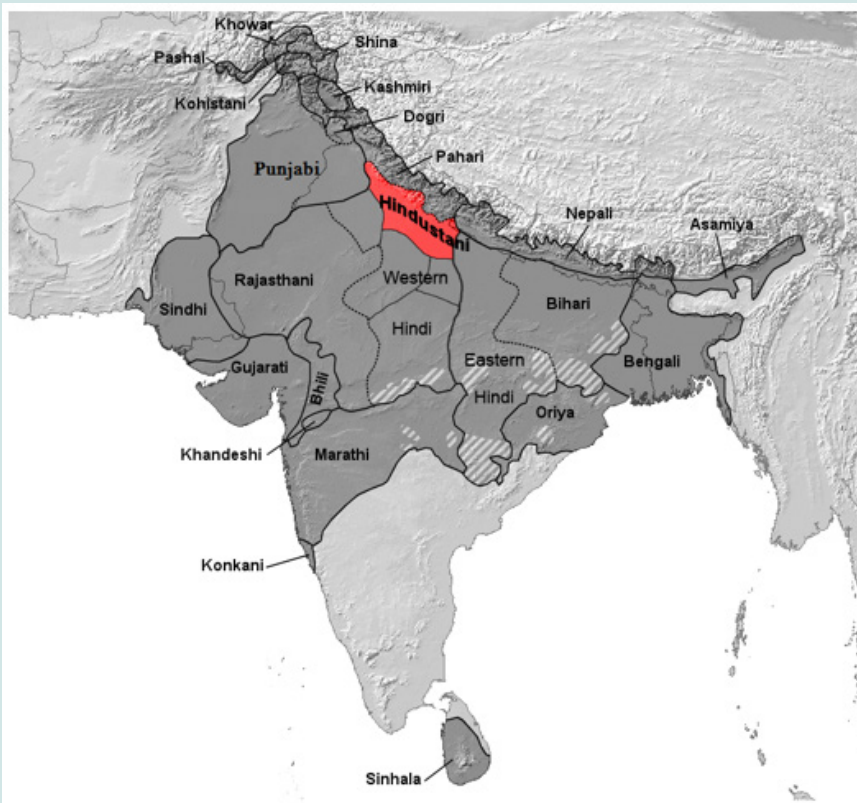 Khowar
Shina
Pashai
Kashmiri
Kohistani
Dogri
Punjabi
Pahari
Hindustani
Nepali
Asamiya
Rajasthani
Western
Sindhi
Bihari
Hindi
Gujarati
Bhili
Eastern
Bengali
Hindi
Oriya
Khandeshi
Marathi
Konkani
Sinhala